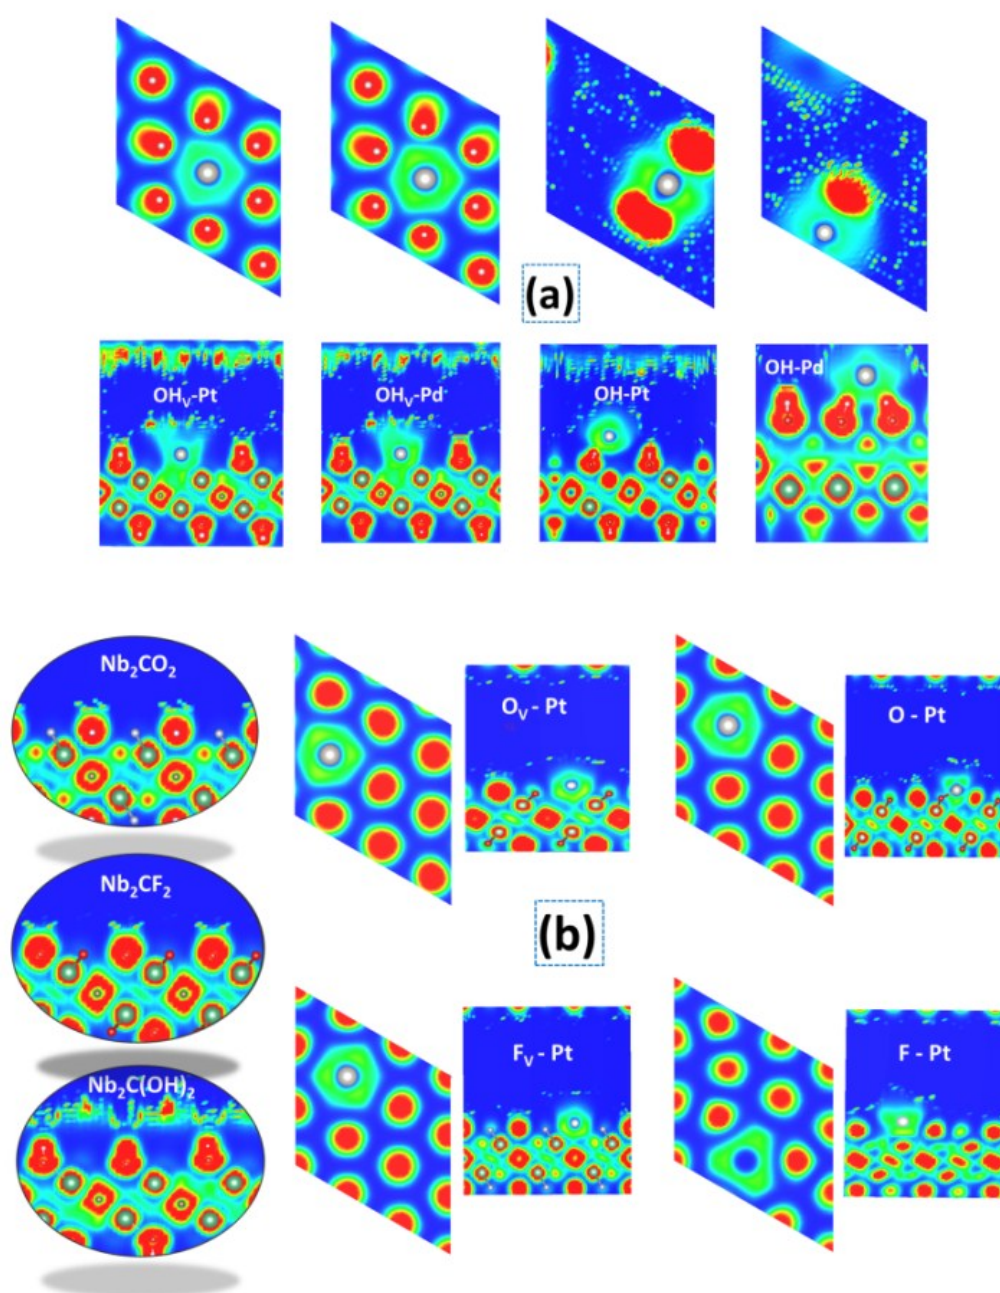 (a)
OHV-Pt
OHV-Pd
OH-Pt
OH-Pd
Nb2CO2
OV - Pt
O - Pt
Nb2CF2
(b)
Nb2C(OH)2
FV - Pt
F - Pt